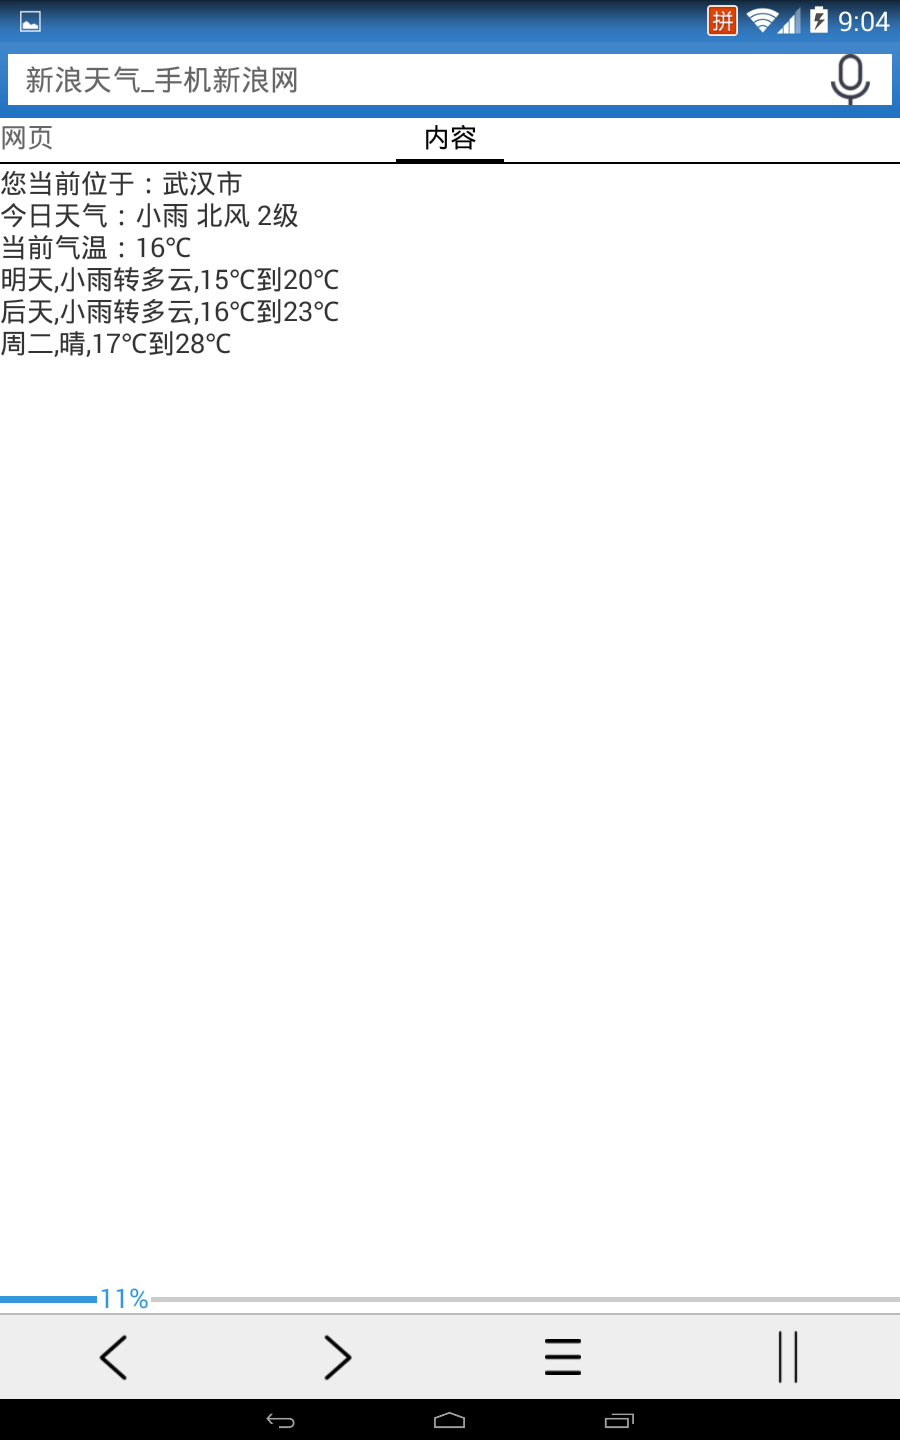 拼 9:04
新浪天气_手机新浪网
网页 内容
您当前位于：武汉市
今日天气：小雨 北风 2级
当前气温：16℃
明天,小雨转多云,15℃到20℃
后天,小雨转多云,16℃到23℃
周二,晴,17℃到28℃
11%